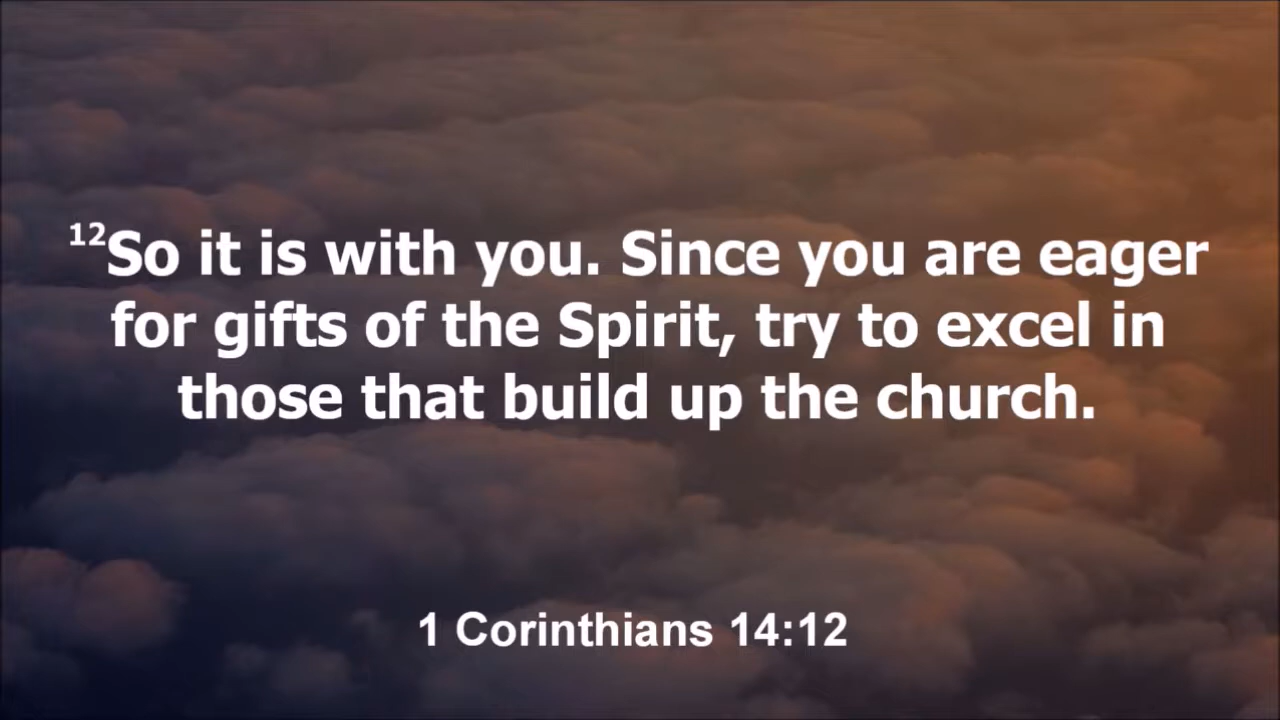 12So it is with you. Since you are eager
for gifts of the Spirit, try to excel in
those that build up the church.
1 Corinthians 14:12